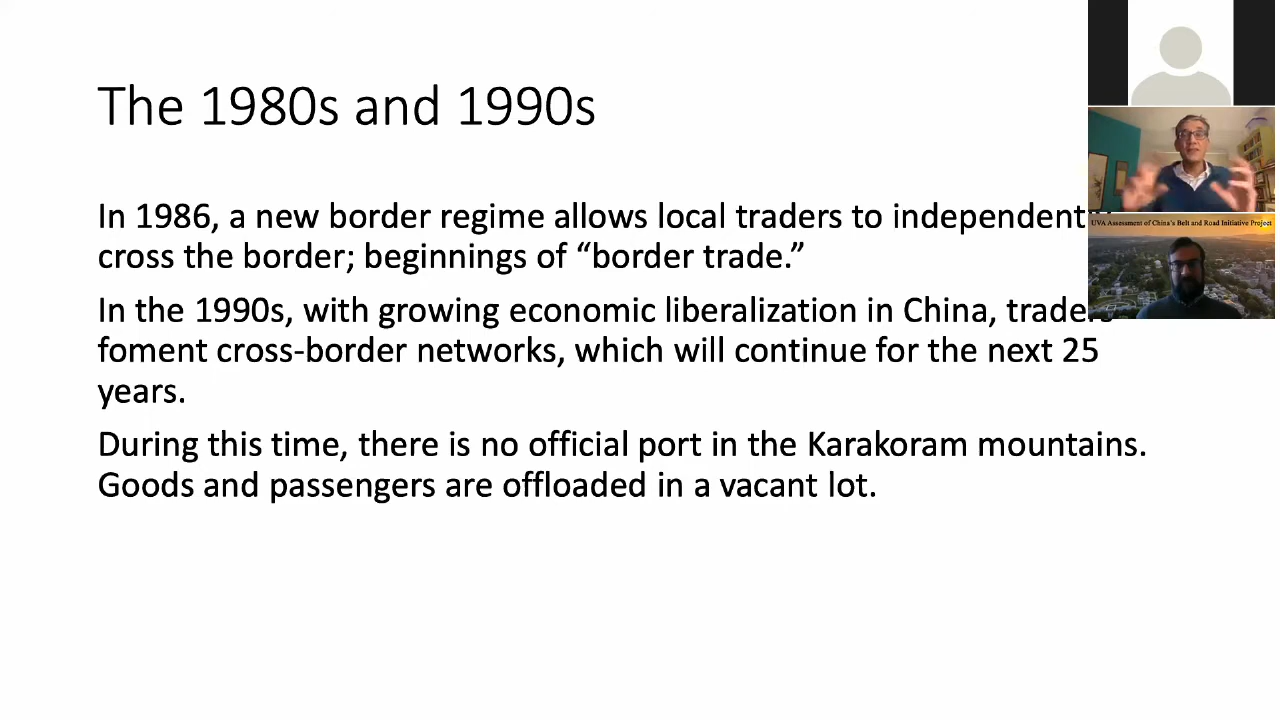 The 1980s and 1990s
In 1986, a new border regime allows local traders to independently
cross the border; beginnings of “border trade.”
In the 1990s, with growing economic liberalization in China, traders
foment cross-border networks, which will continue for the next 25
years.
During this time, there is no official port in the Karakoram mountains.
Goods and passengers are offloaded in a vacant lot.
UVA Assessment of China's Belt and Road Initiative Project